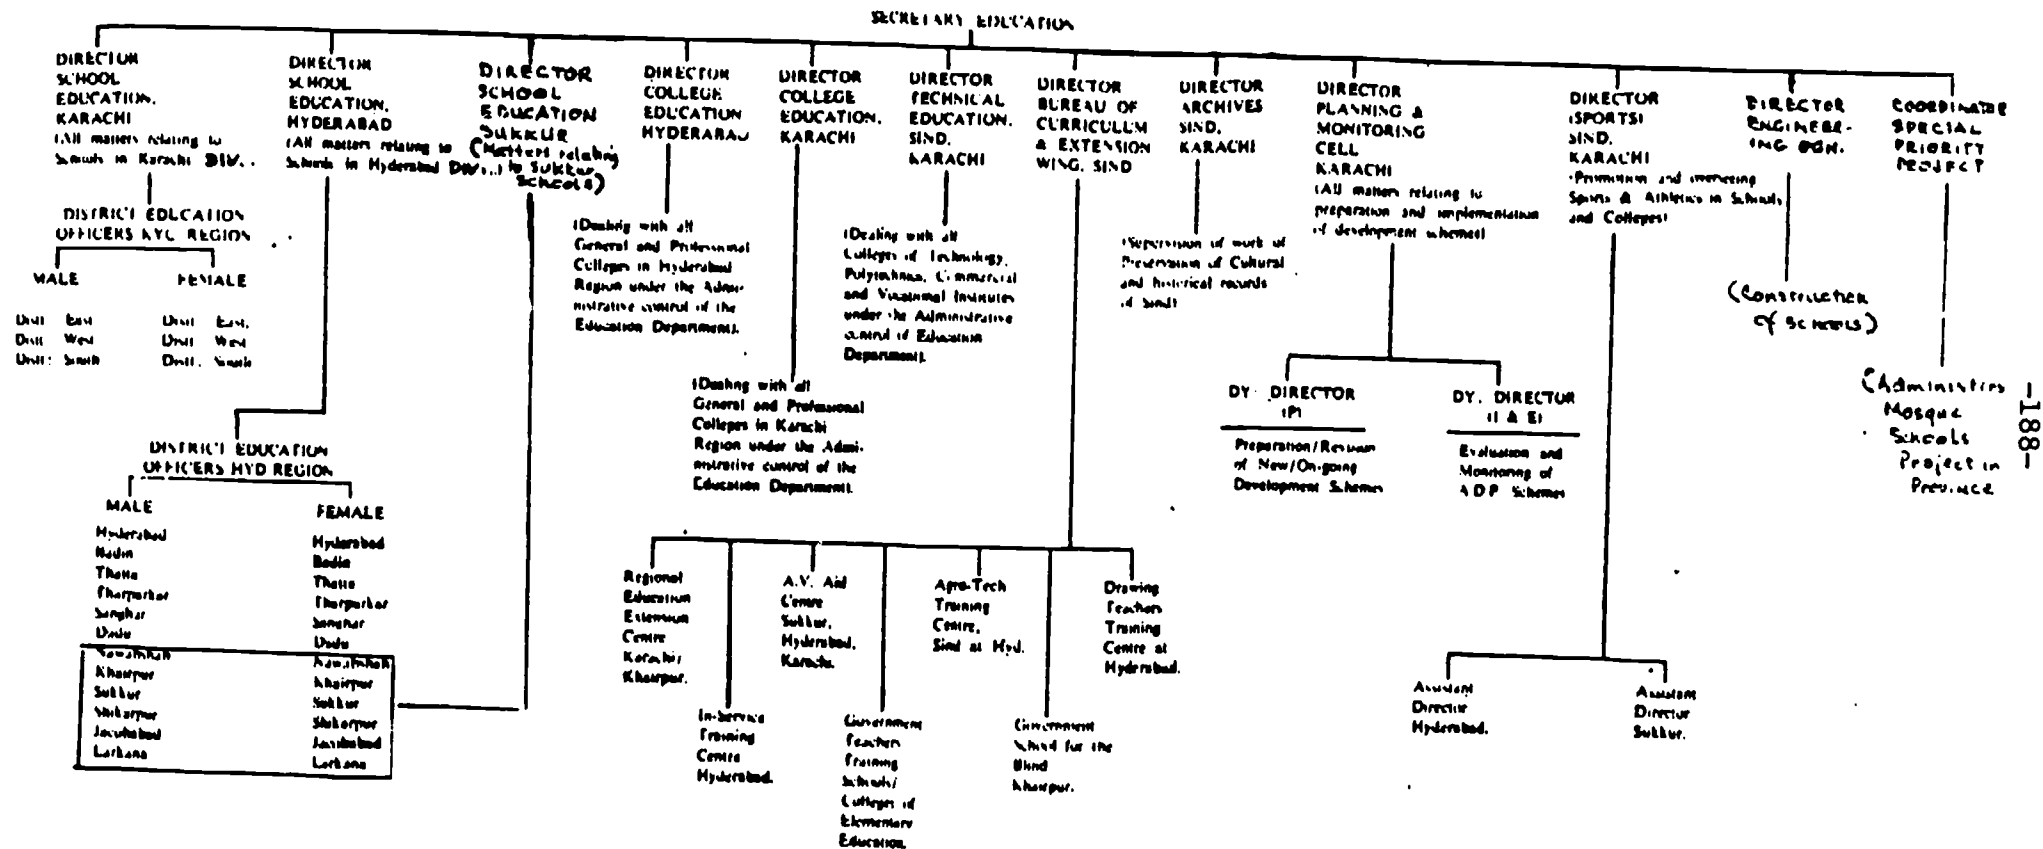 SECRETARY EDUCATION
DIRECTOR
SCHOOL
EDUCATION,
KARACHI
(All matters relating to
Schools in Karachi DIV..
DISTRICT EDUCATION
OFFICERS KYC REGION
MALE
Distt East
Distt West
Distt: South
FEMALE
Distt East.
Distt West
Distt. South
DIRECTOR
SCHOOL
EDUCATION,
HYDERABAD
(All matters relating to
Schools in Hyderabad DIV...)
DISTRICT EDUCATION
OFFICERS HYD REGION
MALE
Hyderabad
Badin
Thatta
Tharparkar
Sanghar
Dadu
Nawabshah
Khairpur
Sukkur
Shikarpur
Jacobabad
Larkana
FEMALE
Hyderabad
Badin
Thatta
Tharparkar
Sanghar
Dadu
Nawabshah
Khairpur
Sukkur
Shikarpur
Jacobabad
Larkana
DIRECTOR
SCHOOL
EDUCATION
SUKKUR
(Matters relating
to Sukkur
Schools)
DIRECTOR
COLLEGE
EDUCATION
HYDERABAD
(Dealing with all
General and Professional
Colleges in Hyderabad
Region under the Admi-
nistrative control of the
Education Department).
DIRECTOR
COLLEGE
EDUCATION,
KARACHI
(Dealing with all
General and Professional
Colleges in Karachi
Region under the Admi-
nistrative control of the
Education Department).
DIRECTOR
TECHNICAL
EDUCATION,
SIND,
KARACHI
(Dealing with all
Colleges of Technology,
Polytechnics, Commercial
and Vocational Institutes
under the Administrative
control of Education
Department).
DIRECTOR
BUREAU OF
CURRICULUM
& EXTENSION
WING, SIND
Regional
Education
Extension
Centre
Karachi/
Khairpur.
In-Service
Training
Centre
Hyderabad.
A.V. Aid
Centre
Sukkur,
Hyderabad,
Karachi.
Government
Teachers
Training
Schools/
Colleges of
Elementary
Education.
Agro-Tech
Training
Centre,
Sind at Hyd.
Government
School for the
Blind
Khairpur.
Drawing
Teachers
Training
Centre at
Hyderabad.
DIRECTOR
ARCHIVES
SIND,
KARACHI
(Supervision of work of
Preservation of Cultural
and historical records
of Sind)
DIRECTOR
PLANNING &
MONITORING
CELL
KARACHI
(All matters relating to
preparation and implementation
of development schemes)
DY. DIRECTOR
(P)
Preparation/Revision
of New/On-going
Development Schemes
DY. DIRECTOR
(I & E)
Evaluation and
Monitoring of
A.D.P. Schemes
DIRECTOR
(SPORTS)
SIND,
KARACHI
(Promotion and
Sports & Athletics in Schools
and Colleges)
Assistant
Director
Hyderabad.
Assistant
Director
Sukkur.
DIRECTOR
ENGINEER-
ING OGN.
(Construction
of Schools)
COORDINATOR
SPECIAL
PRIORITY
PROJECT
(Administers
Mosque
Schools
Project in
Province
-188-